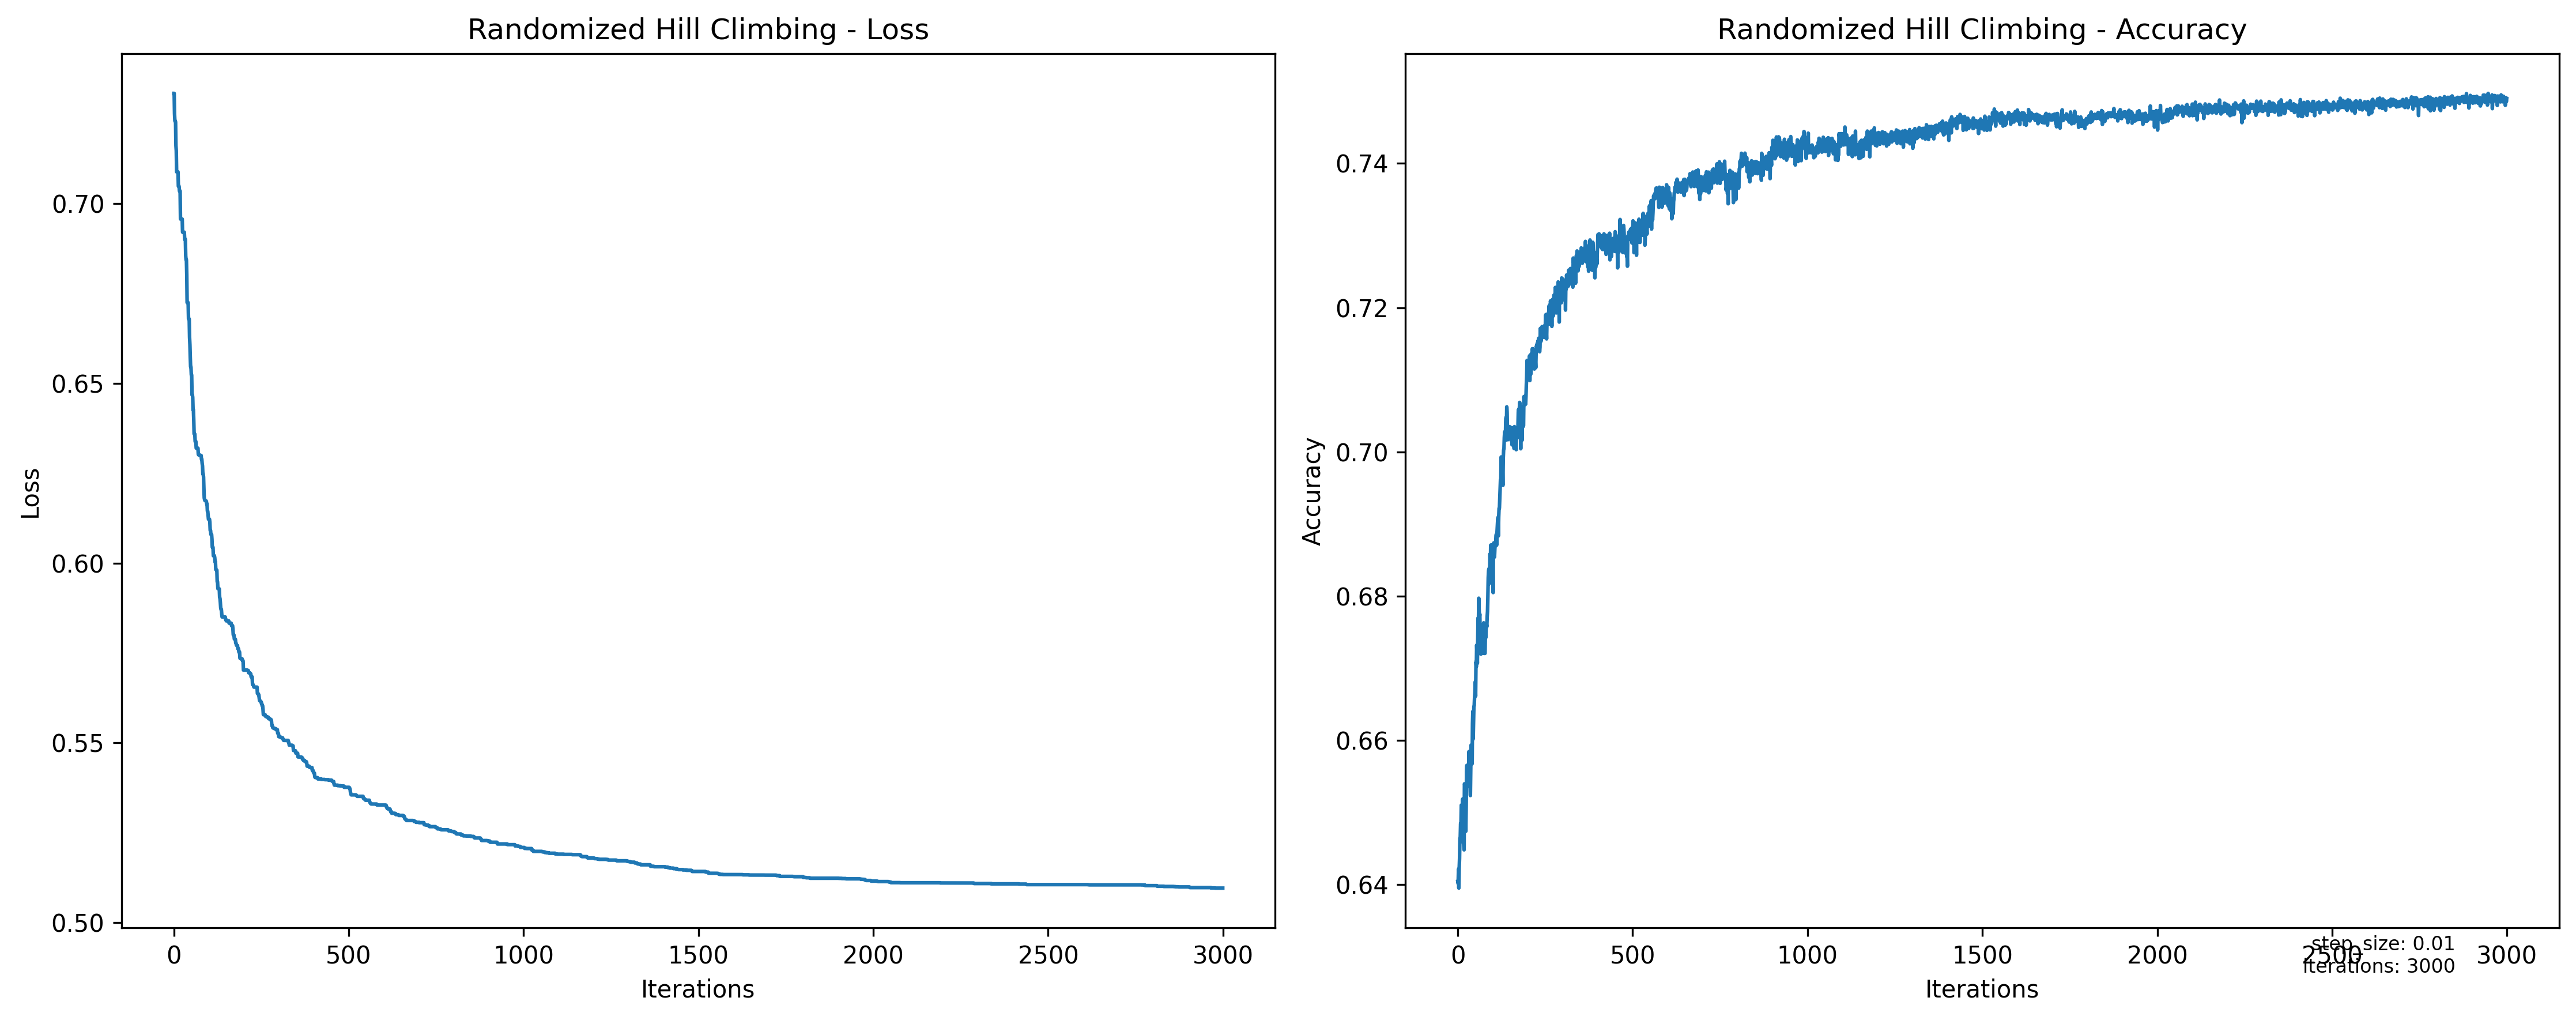 Randomized Hill Climbing - Loss
0.70
0.65
0.60
0.55
0.50
Loss
0 500 1000 1500 2000 2500 3000
Iterations
Randomized Hill Climbing - Accuracy
0.74
0.72
0.70
0.68
0.66
0.64
Accuracy
0 500 1000 1500 2000 2500 3000
step_size: 0.01
iterations: 3000
Iterations